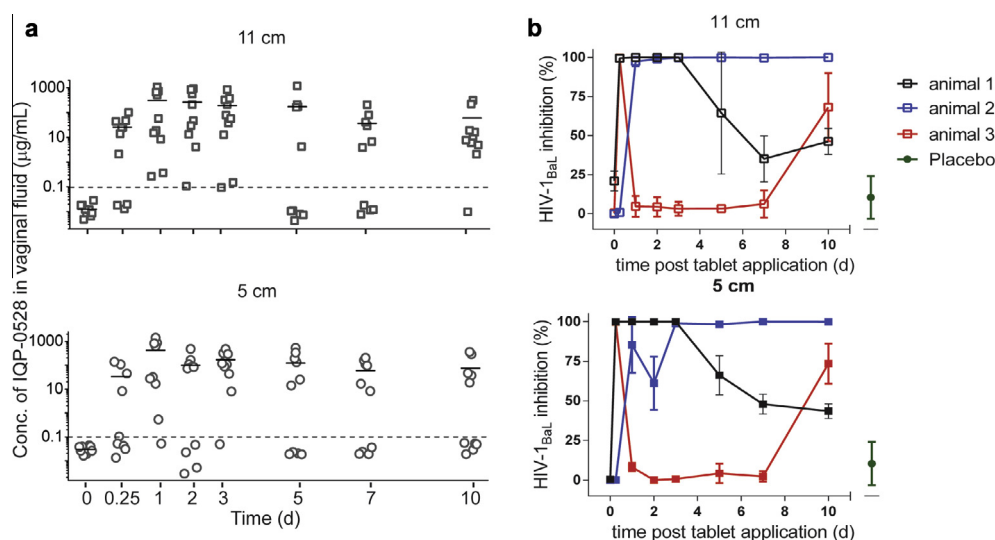 a
11 cm
1000
10
0.1
5 cm
1000
10
0.1
Conc. of IQP-0528 in vaginal fluid (µg/mL)
0 0.25 1 2 3 5 7 10
Time (d)
b
11 cm
HIV-1BaL inhibition (%)
100
75
50
25
0
0 2 4 6 8 10
time post tablet application (d)
animal 1
animal 2
animal 3
Placebo
5 cm
HIV-1BaL inhibition (%)
100
75
50
25
0
0 2 4 6 8 10
time post tablet application (d)